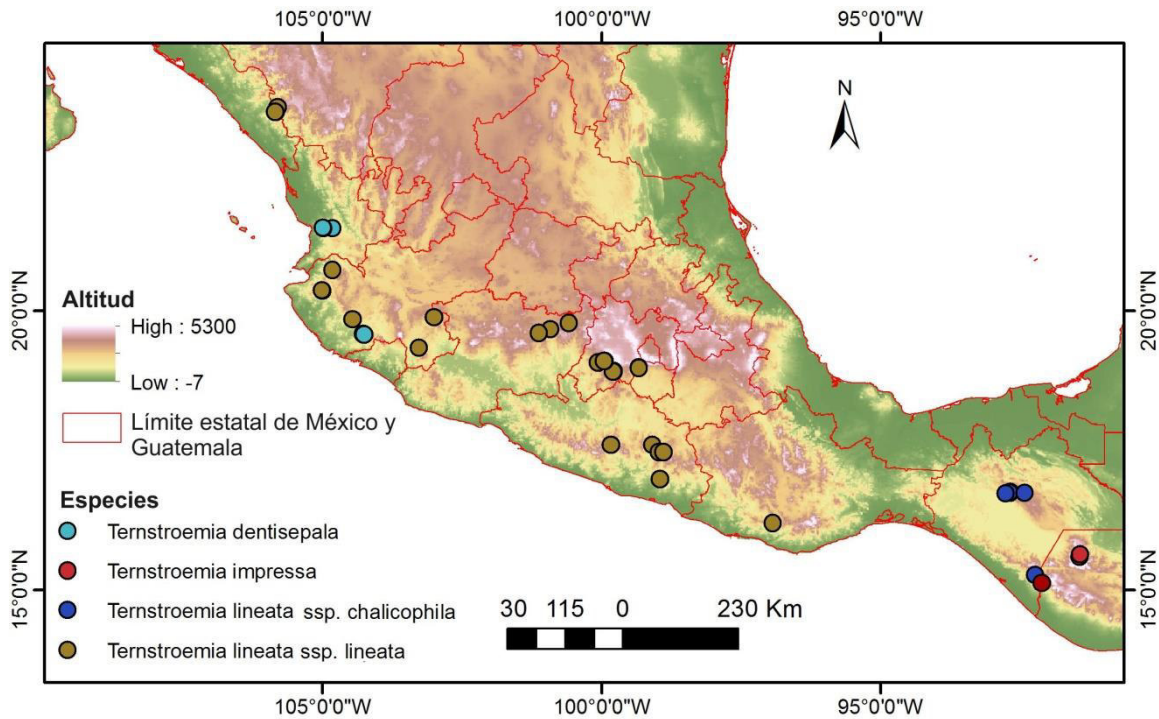 105°0'0"W 100°0'0"W 95°0'0"W
N
20°0'0"N
15°0'0"N
Altitud
High : 5300
Low : -7
Límite estatal de México y
Guatemala
Especies
Ternstroemia dentisepala
Ternstroemia impressa
Ternstroemia lineata ssp. chalicophila
Ternstroemia lineata ssp. lineata
30 115 0 230 Km
20°0'0"N
15°0'0"N
105°0'0"W 100°0'0"W 95°0'0"W